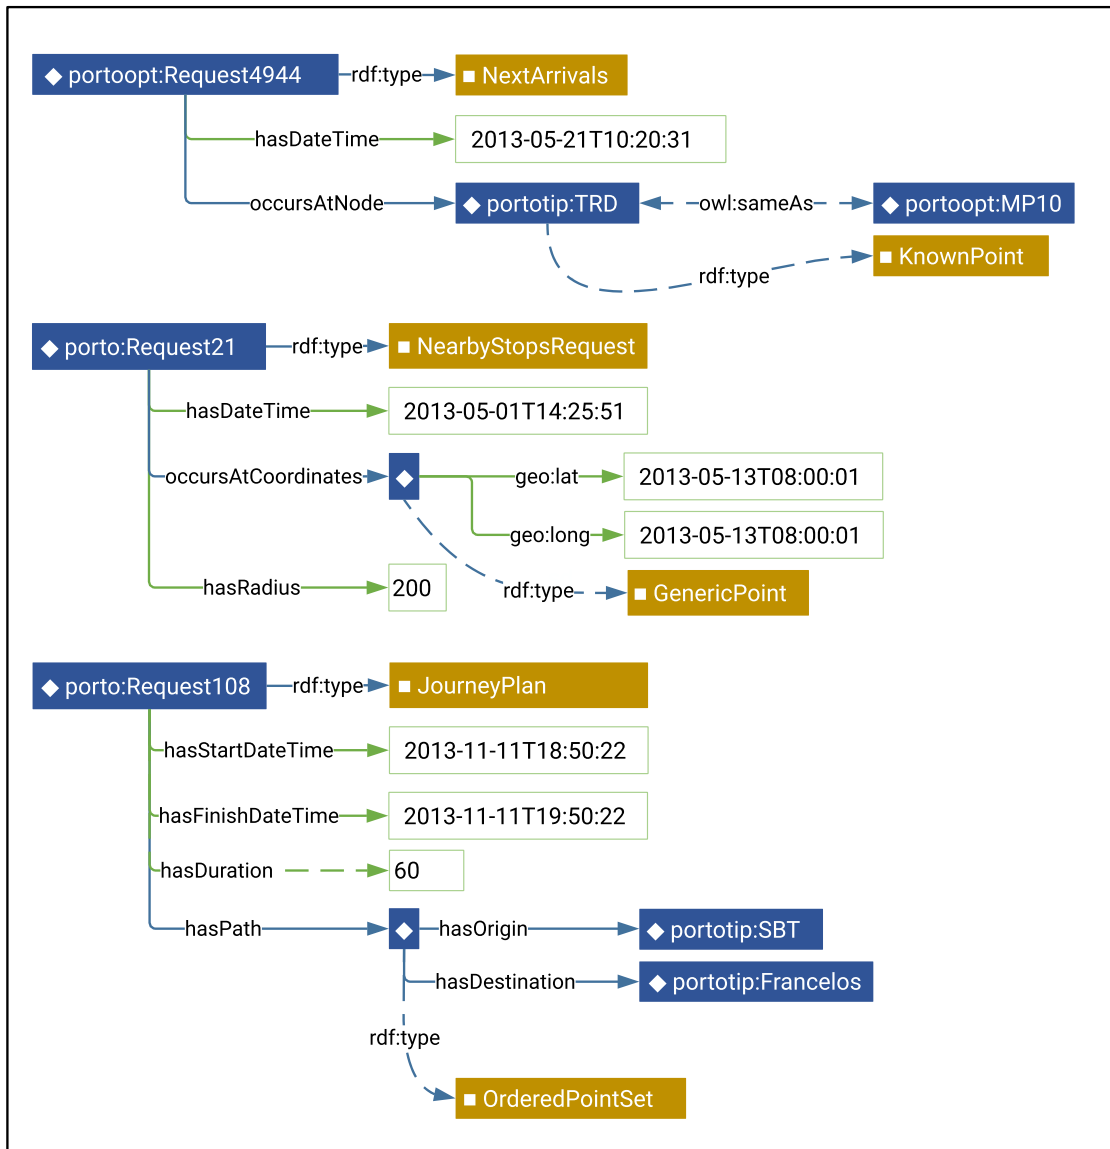 portoopt:Request4944 rdf:type NextArrivals
hasDateTime 2013-05-21T10:20:31
occursAtNode portotip:TRD owl:sameAs portoopt:MP10
rdf:type KnownPoint
porto:Request21 rdf:type NearbyStopsRequest
hasDateTime 2013-05-01T14:25:51
occursAtCoordinates geo:lat 2013-05-13T08:00:01
geo:long 2013-05-13T08:00:01
hasRadius 200 rdf:type GenericPoint
porto:Request108 rdf:type JourneyPlan
hasStartDateTime 2013-11-11T18:50:22
hasFinishDateTime 2013-11-11T19:50:22
hasDuration 60
hasPath hasOrigin portotip:SBT
hasDestination portotip:Francelos
rdf:type
OrderedPointSet